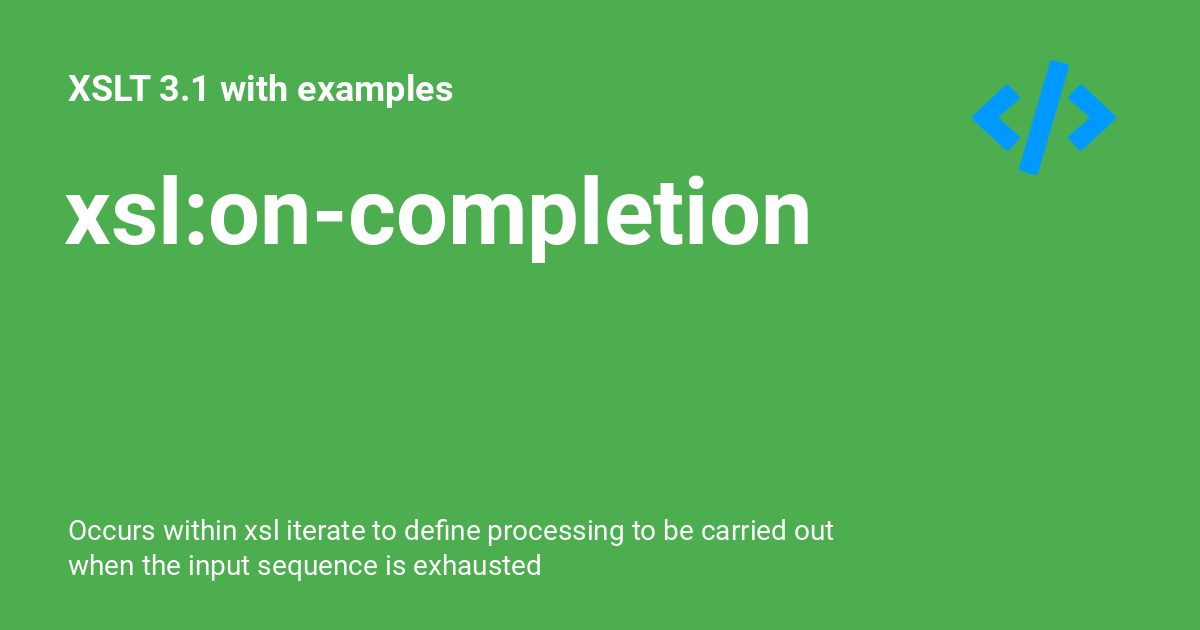 XSLT 3.1 with examples
xsl:on-completion
Occurs within xsl iterate to define processing to be carried out
when the input sequence is exhausted